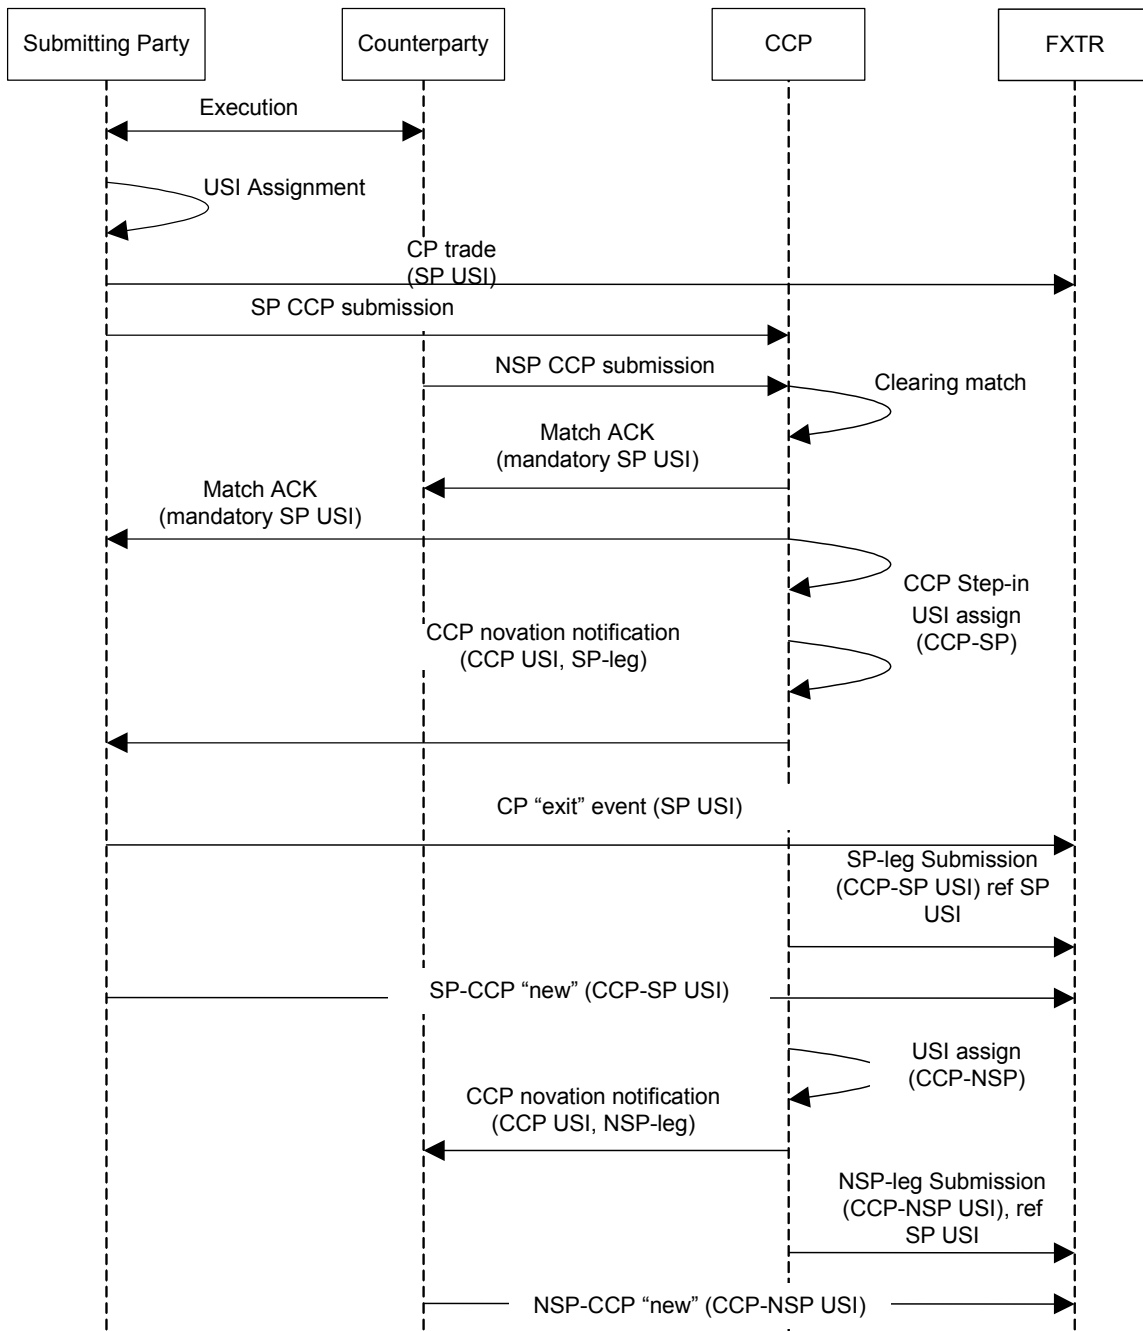 Submitting Party
Counterparty
CCP
FXTR
Execution
USI Assignment
CP trade
(SP USI)
SP CCP submission
NSP CCP submission
Clearing match
Match ACK
(mandatory SP USI)
Match ACK
(mandatory SP USI)
CCP Step-in
USI assign
(CCP-SP)
CCP novation notification
(CCP USI, SP-leg)
CP “exit” event (SP USI)
SP-leg Submission
(CCP-SP USI) ref SP
USI
SP-CCP “new” (CCP-SP USI)
USI assign
(CCP-NSP)
CCP novation notification
(CCP USI, NSP-leg)
NSP-leg Submission
(CCP-NSP USI), ref
SP USI
NSP-CCP “new” (CCP-NSP USI)